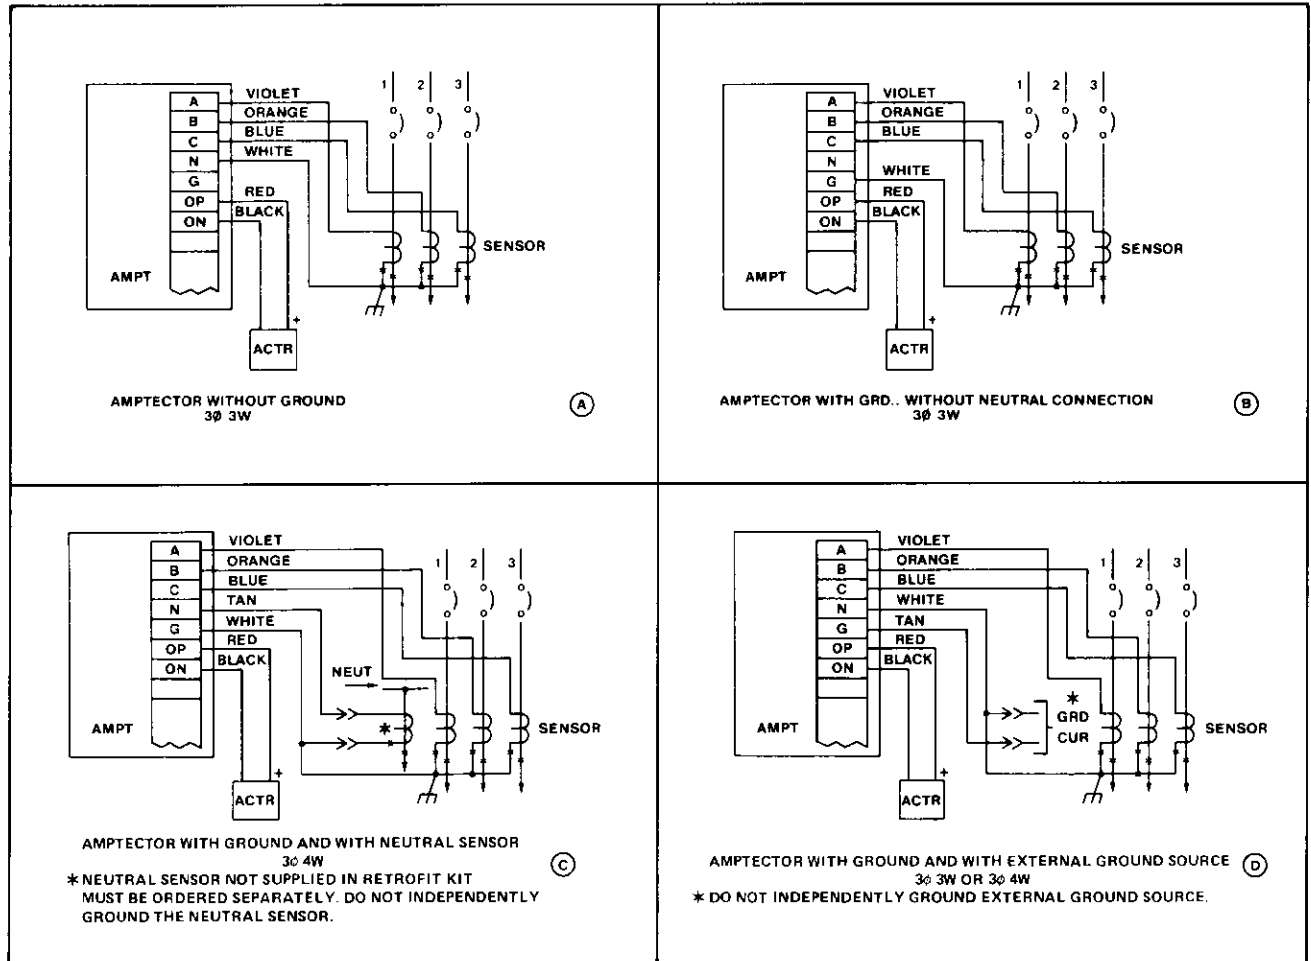 1 2 3
A VIOLET
B ORANGE
C BLUE
N WHITE
G
OP RED
ON BLACK
SENSOR
AMPT
+
ACTR
AMPTECTOR WITHOUT GROUND
3Ø 3W
A
1 2 3
A VIOLET
B ORANGE
C BLUE
N
G WHITE
OP RED
ON BLACK
SENSOR
AMPT
+
ACTR
AMPTECTOR WITH GRD.. WITHOUT NEUTRAL CONNECTION
3Ø 3W
B
1 2 3
A VIOLET
B ORANGE
C BLUE
N TAN
G WHITE
OP RED
ON BLACK
NEUT
AMPT
*
SENSOR
+
ACTR
AMPTECTOR WITH GROUND AND WITH NEUTRAL SENSOR
3Ø 4W
C
* NEUTRAL SENSOR NOT SUPPLIED IN RETROFIT KIT
MUST BE ORDERED SEPARATELY. DO NOT INDEPENDENTLY
GROUND THE NEUTRAL SENSOR.
1 2 3
A VIOLET
B ORANGE
C BLUE
N WHITE
G TAN
OP RED
ON BLACK
*
GRD
CUR
AMPT
SENSOR
+
ACTR
AMPTECTOR WITH GROUND AND WITH EXTERNAL GROUND SOURCE
3Ø 3W OR 3Ø 4W
D
* DO NOT INDEPENDENTLY GROUND EXTERNAL GROUND SOURCE.